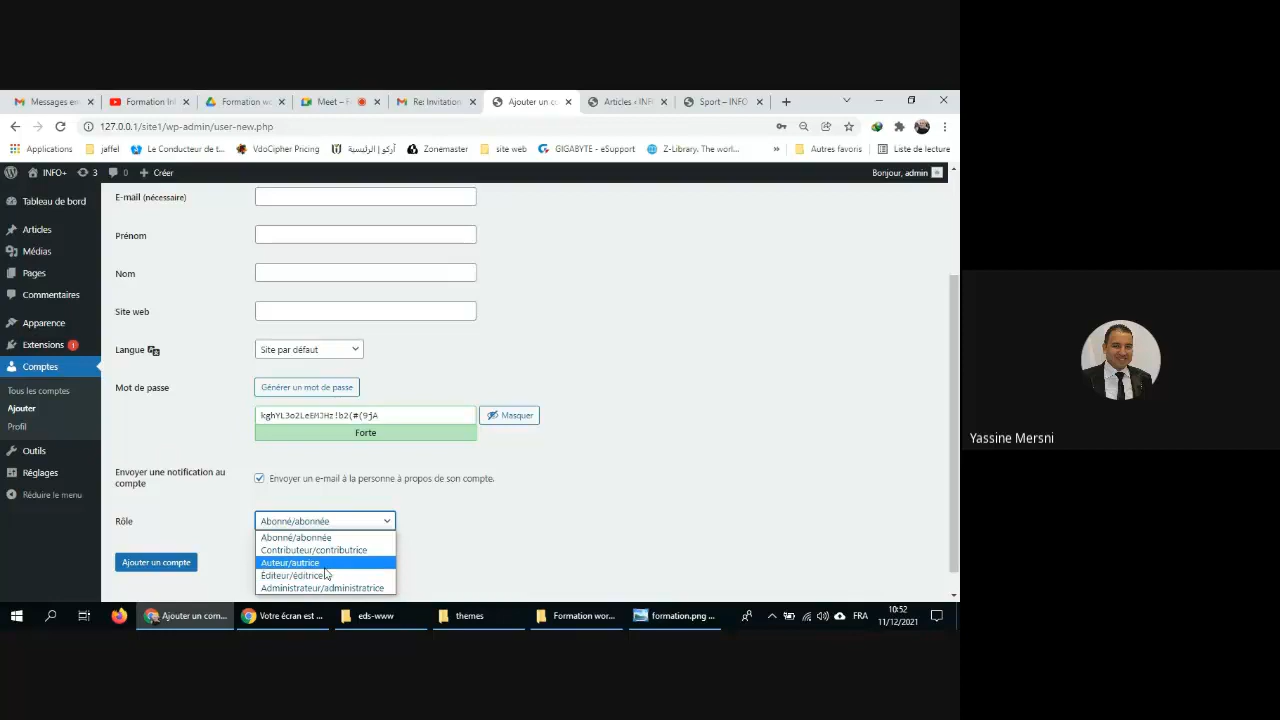 Messages en
Formation In
Formation wo
Meet – F
Re: Invitation
Ajouter un co
Articles ‹ INFO
Sport – INFO
127.0.0.1/site1/wp-admin/user-new.php
Applications
jaffel
Le Conducteur de t...
VdoCipher Pricing
أركو | الرئيسية
Zonemaster
site web
GIGABYTE - eSupport
Z-Library. The worl...
»
Autres favoris
Liste de lecture
INFO+
3
0
Créer
Bonjour, admin
Tableau de bord
Articles
Médias
Pages
Commentaires
Apparence
Extensions 1
Comptes
Tous les comptes
Ajouter
Profil
Outils
Réglages
Réduire le menu
E-mail (nécessaire)
Prénom
Nom
Site web
Langue
Site par défaut
Mot de passe
Générer un mot de passe
kghYL3o2LeEMJHz!b2(#(9jA
Masquer
Forte
Envoyer une notification au
compte
Envoyer un e-mail à la personne à propos de son compte.
Rôle
Abonné/abonnée
Abonné/abonnée
Contributeur/contributrice
Auteur/autrice
Éditeur/éditrice
Administrateur/administratrice
Ajouter un compte
Yassine Mersni
Ajouter un com...
Votre écran est ...
eds-www
themes
Formation wor...
formation.png ...
FRA
10:52
11/12/2021